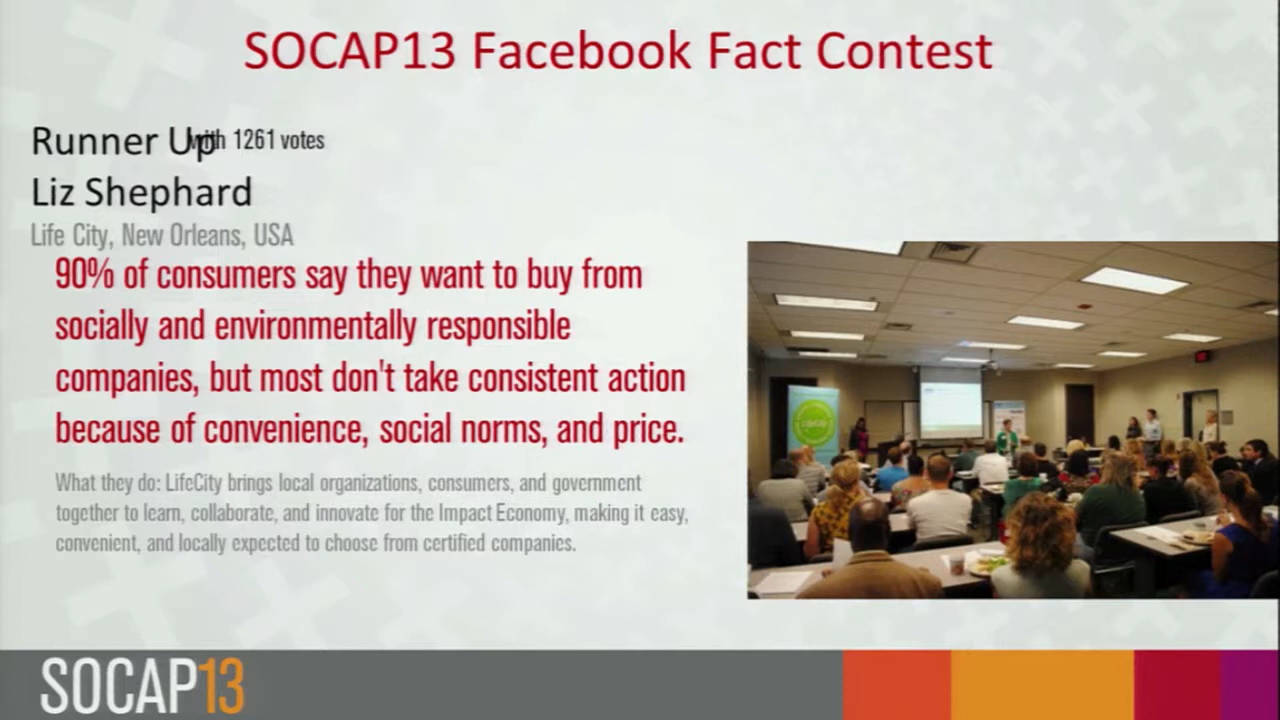 SOCAP13 Facebook Fact Contest
Runner Up with 1261 votes
Liz Shephard
Life City, New Orleans, USA
90% of consumers say they want to buy from
socially and environmentally responsible
companies, but most don't take consistent action
because of convenience, social norms, and price.
What they do: LifeCity brings local organizations, consumers, and government
together to learn, collaborate, and innovate for the Impact Economy, making it easy,
convenient, and locally expected to choose from certified companies.
SOCAP13